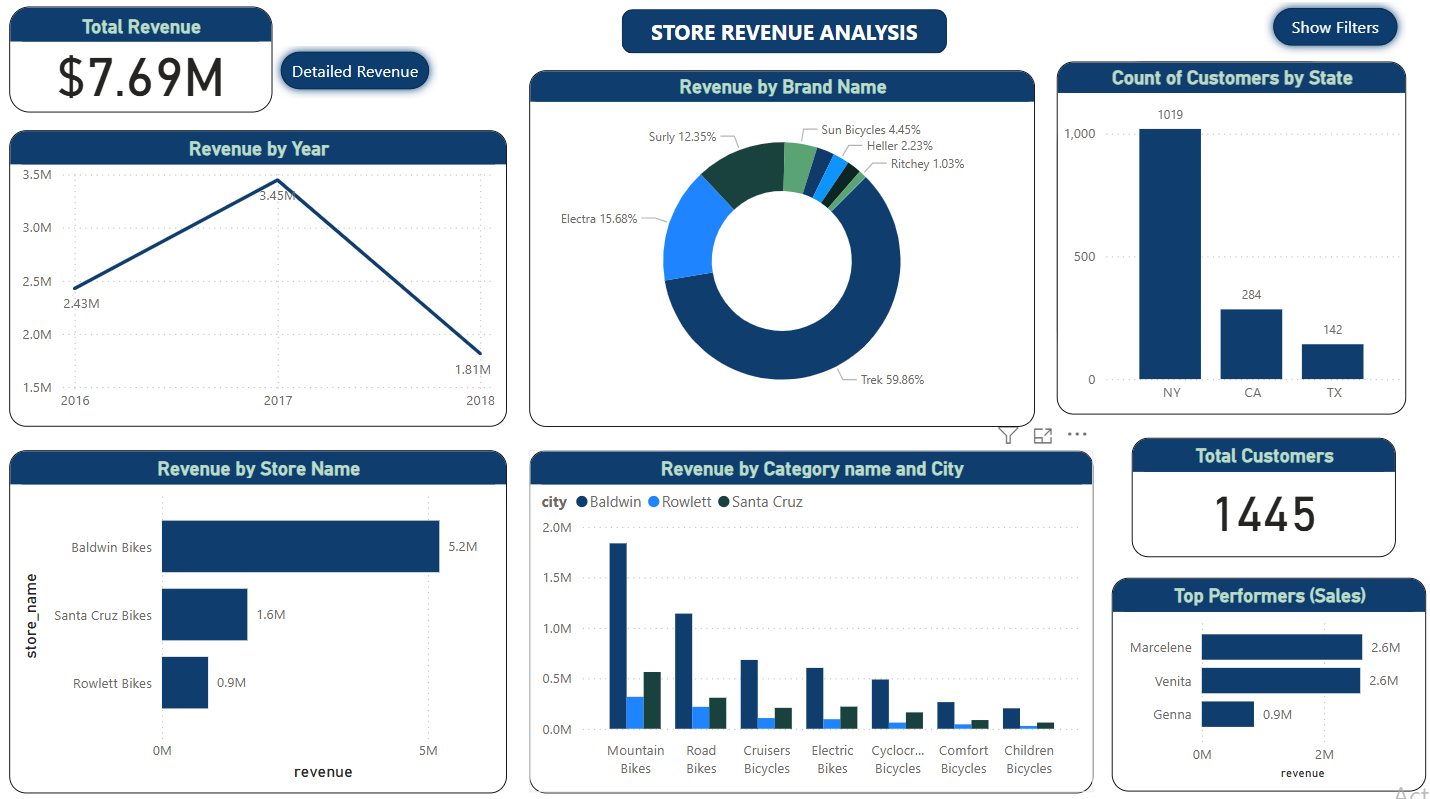 Total Revenue
$7.69M
Detailed Revenue
STORE REVENUE ANALYSIS
Show Filters
Revenue by Year
3.5M
3.0M
2.5M
2.0M
1.5M
2.43M
3.45M
1.81M
2016
2017
2018
Revenue by Brand Name
Surly 12.35%
Sun Bicycles 4.45%
Heller 2.23%
Ritchey 1.03%
Electra 15.68%
Trek 59.86%
Count of Customers by State
1,000
500
0
1019
284
142
NY
CA
TX
Revenue by Store Name
store_name
Baldwin Bikes
5.2M
Santa Cruz Bikes
1.6M
Rowlett Bikes
0.9M
0M
5M
revenue
Revenue by Category name and City
city Baldwin Rowlett Santa Cruz
2.0M
1.5M
1.0M
0.5M
0.0M
Mountain
Bikes
Road
Bikes
Cruisers
Bicycles
Electric
Bikes
Cyclocr...
Bicycles
Comfort
Bicycles
Children
Bicycles
Total Customers
1445
Top Performers (Sales)
Marcelene
2.6M
Venita
2.6M
Genna
0.9M
0M
2M
revenue